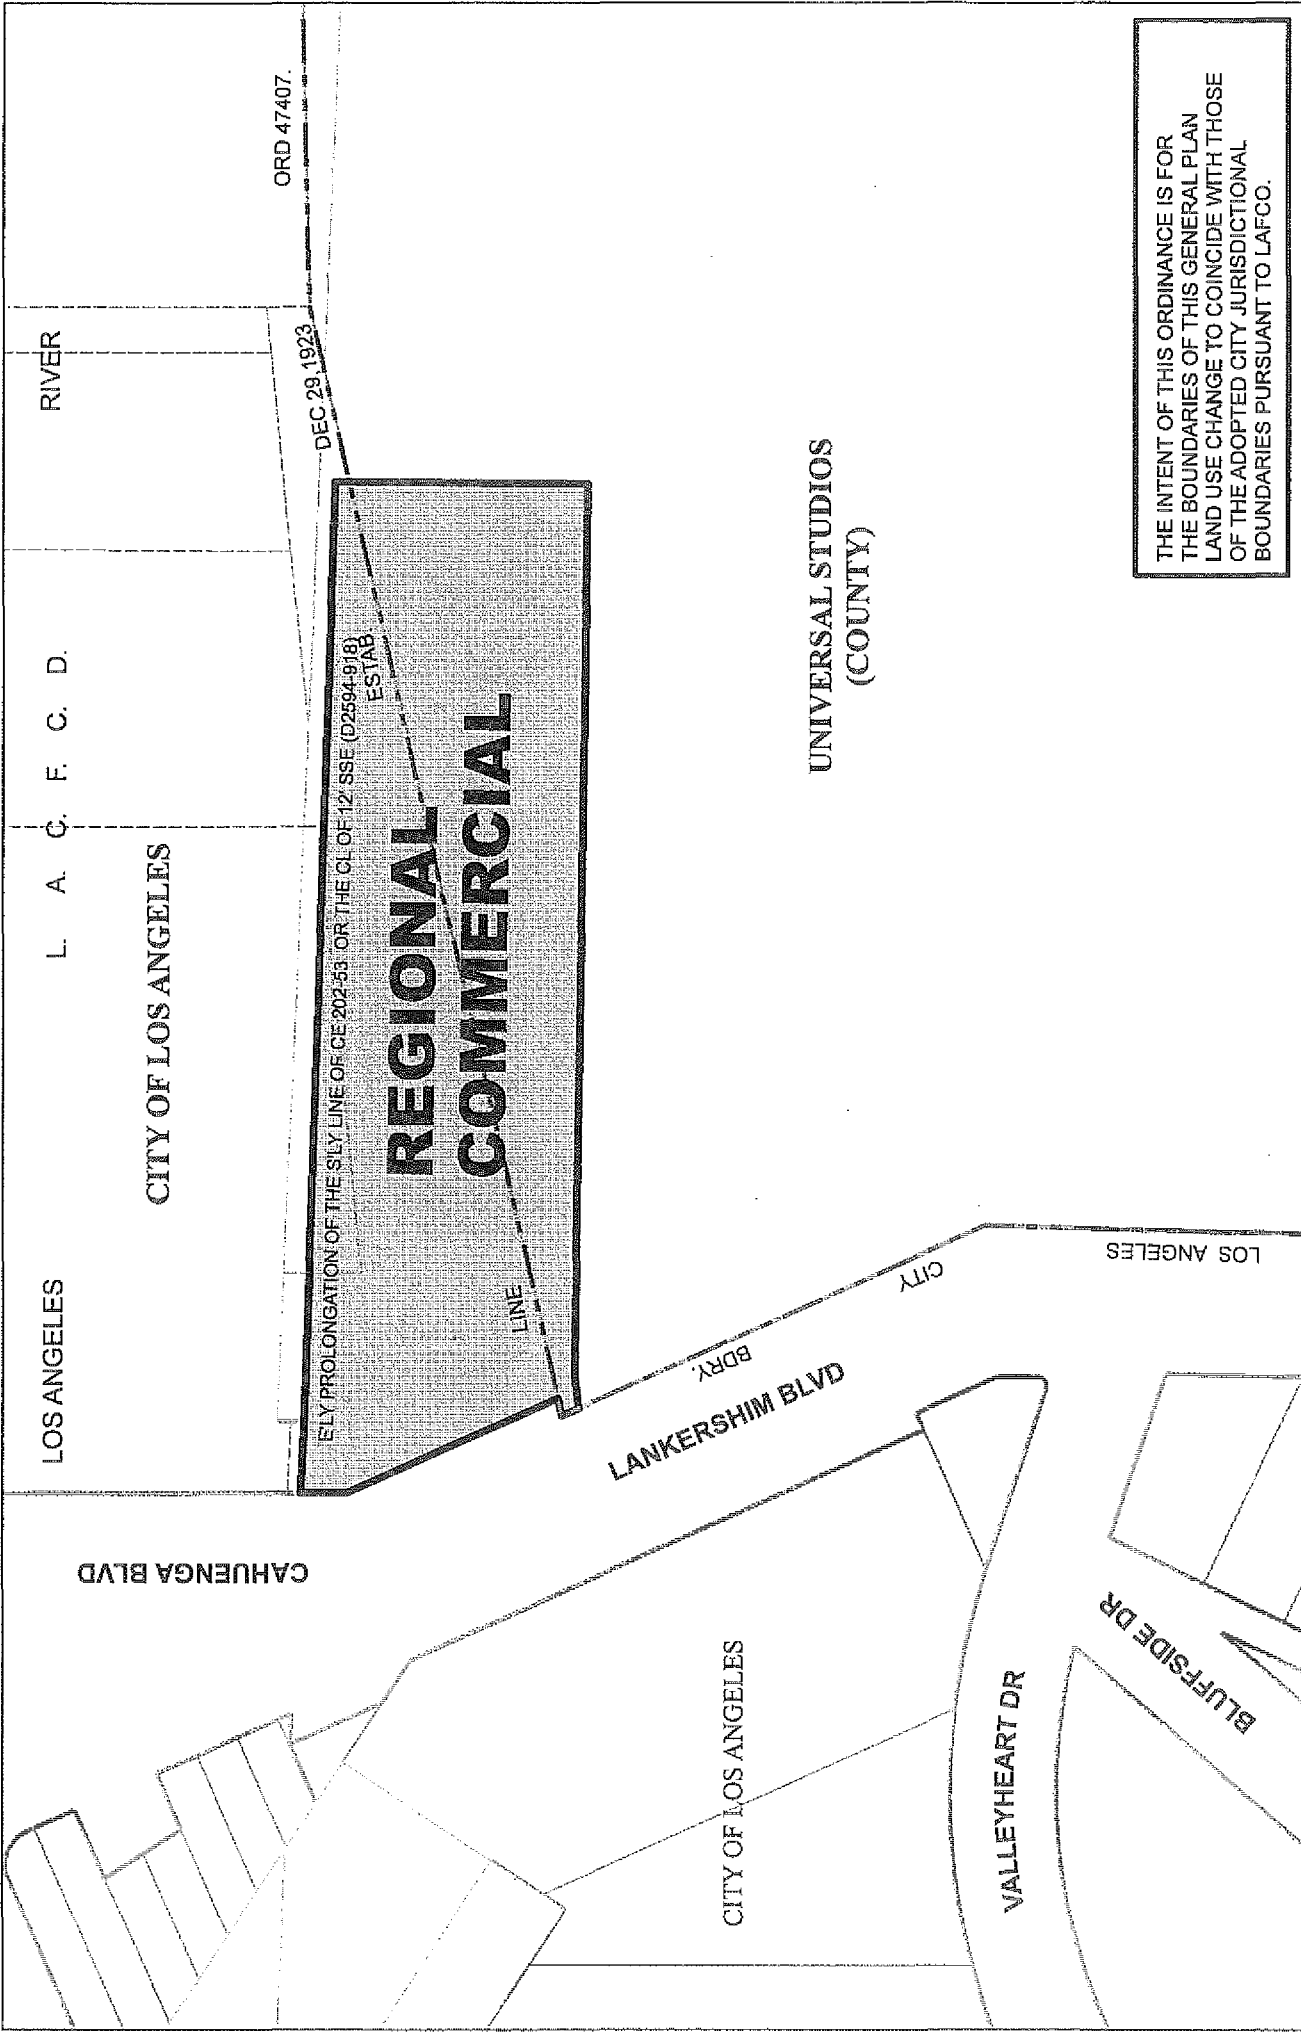 LOS ANGELES
L. A. C. F. C. D.
RIVER
CITY OF LOS ANGELES
ORD 47407.
DEC 29, 1923
ESTAB.
LINE
E'LY PROLONGATION OF THE S'LY LINE OF CE 202-53 OR THE CL OF 12' SSE (D2594-918)
REGIONAL
COMMERCIAL
CAHUENGA BLVD
LANKERSHIM BLVD
BDRY.
CITY
LOS ANGELES
UNIVERSAL STUDIOS
(COUNTY)
CITY OF LOS ANGELES
VALLEYHEART DR
BLUFFSIDE DR
THE INTENT OF THIS ORDINANCE IS FOR
THE BOUNDARIES OF THIS GENERAL PLAN
LAND USE CHANGE TO COINCIDE WITH THOSE
OF THE ADOPTED CITY JURISDICTIONAL
BOUNDARIES PURSUANT TO LAFCO.